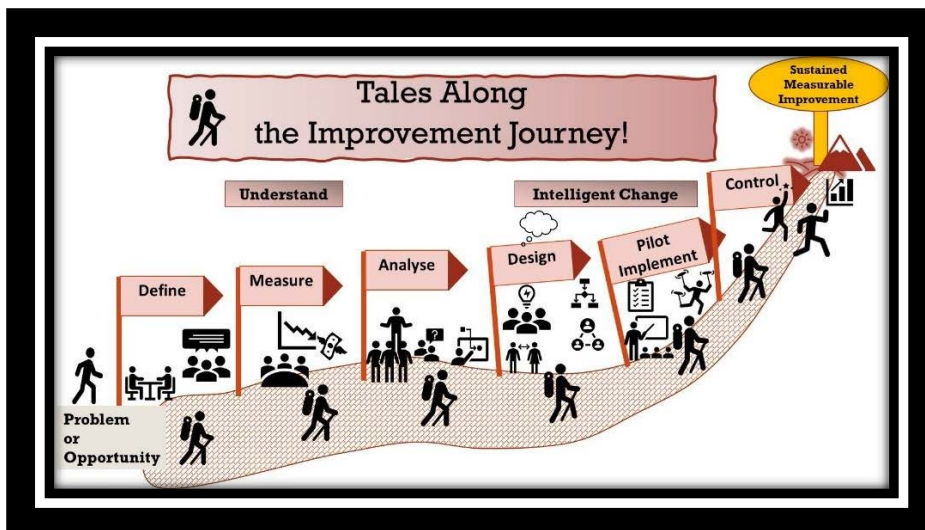 Tales Along
the Improvement Journey!
Sustained
Measurable
Improvement
Understand
Intelligent Change
Define
Measure
Analyse
Design
Pilot
Implement
Control
Problem
or
Opportunity
?